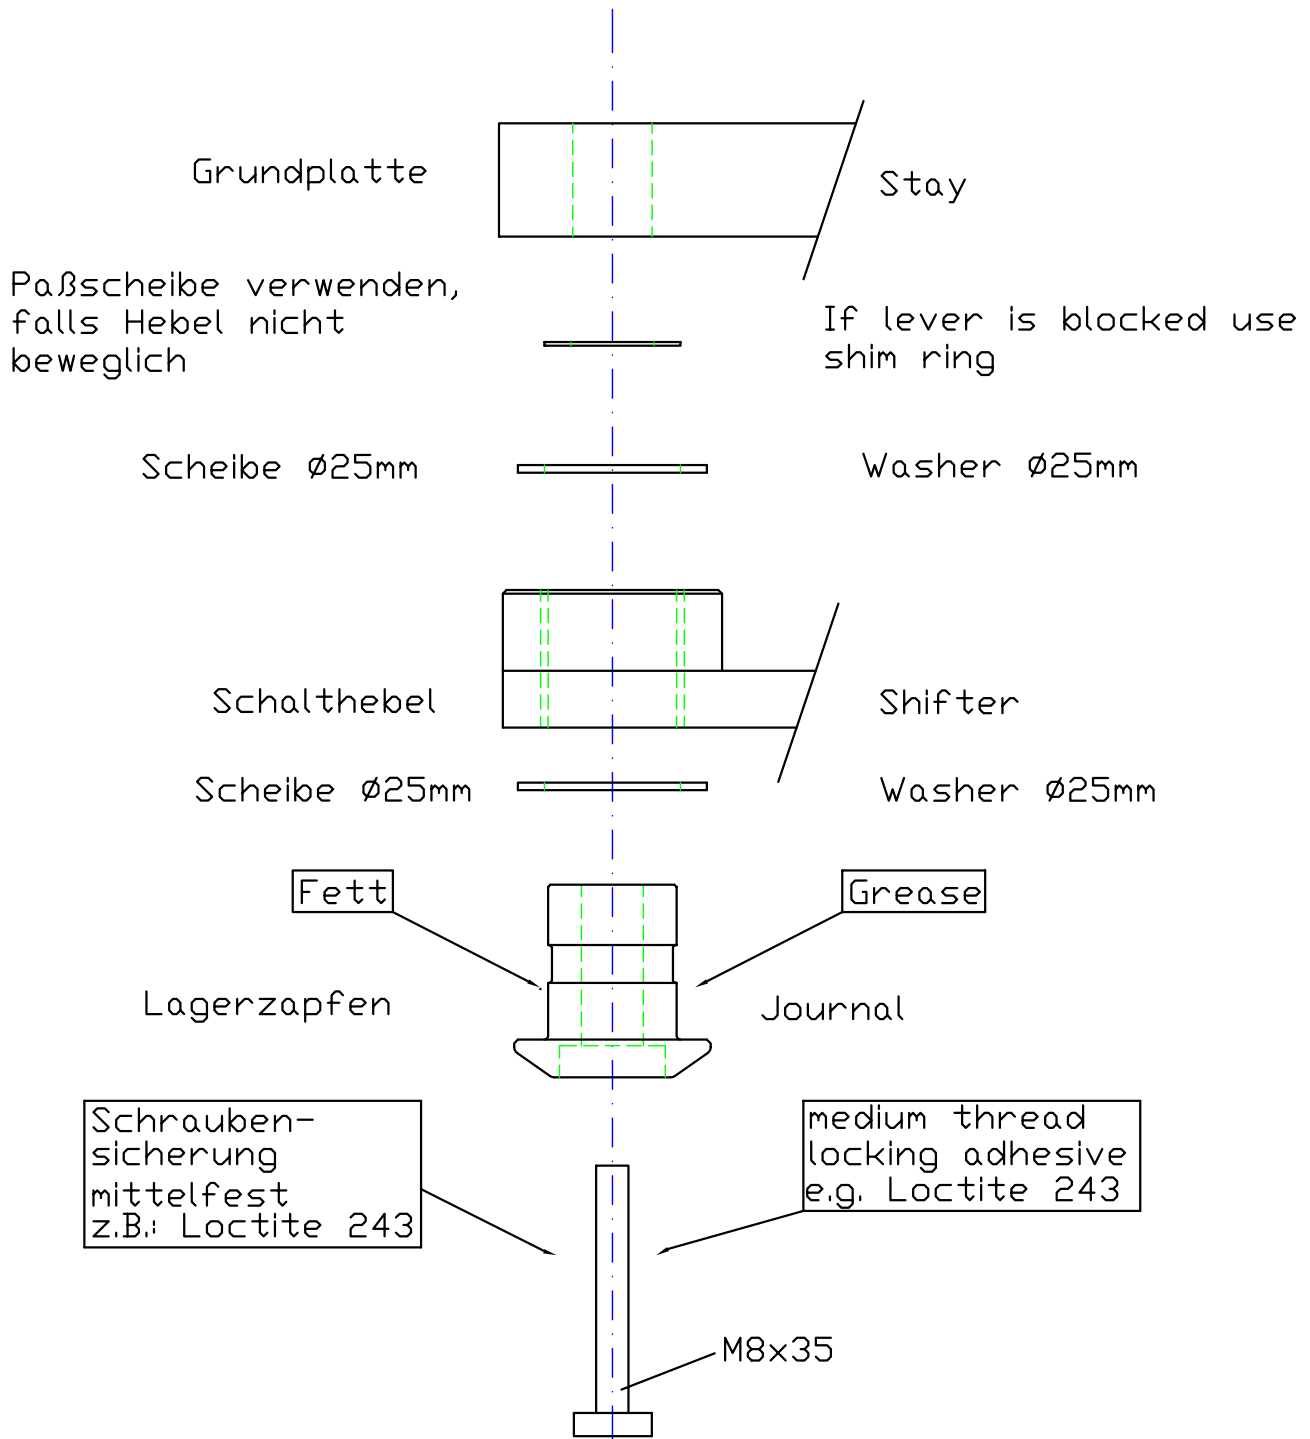 Grundplatte
Stay
Paßscheibe verwenden,
falls Hebel nicht
beweglich
If lever is blocked use
shim ring
Scheibe Ø25mm
Washer Ø25mm
Schalthebel
Shifter
Scheibe Ø25mm
Washer Ø25mm
Fett
Grease
Lagerzapfen
Journal
Schrauben-
sicherung
mittelfest
z.B.: Loctite 243
medium thread
locking adhesive
e.g. Loctite 243
M8x35